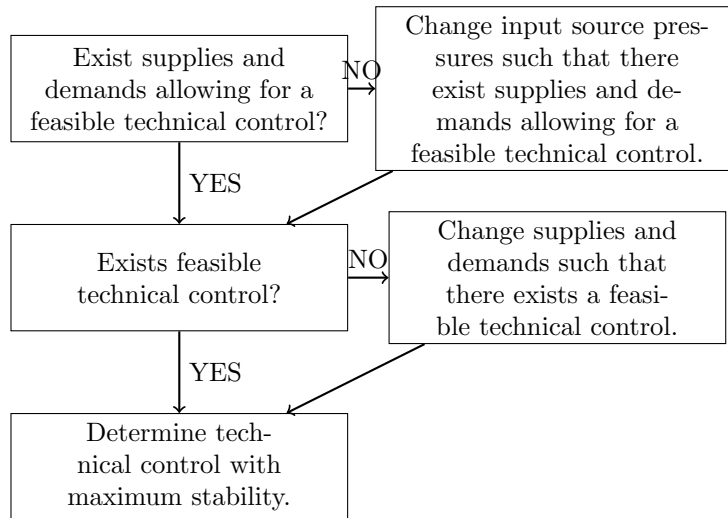 Exist supplies and
demands allowing for a
feasible technical control?
NO
Change input source pres-
sures such that there
exist supplies and de-
mands allowing for a
feasible technical control.
YES
Exists feasible
technical control?
NO
Change supplies and
demands such that
there exists a feasi-
ble technical control.
YES
Determine tech-
nical control with
maximum stability.